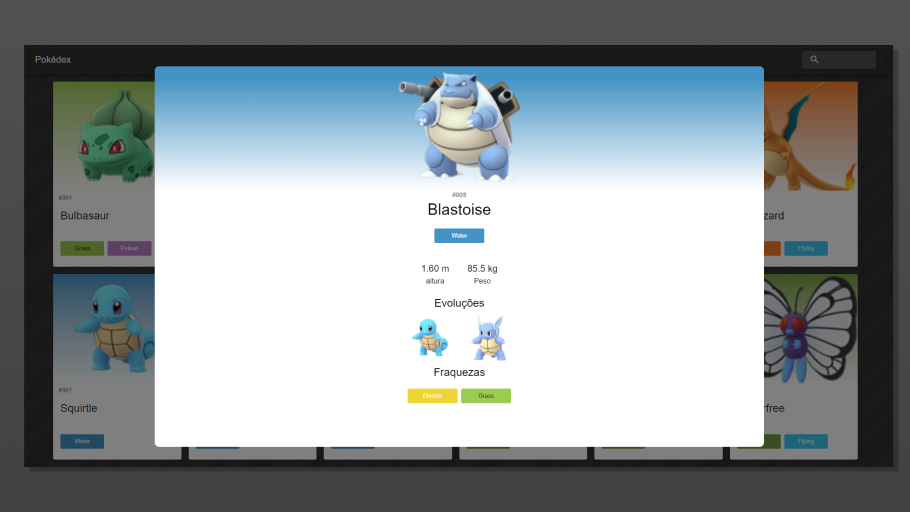 Pokédex
#009
Blastoise
Water
1.60 m 85.5 kg
altura Peso
Evoluções
Fraquezas
Electric Grass
#001
Bulbasaur
Grass Poison
zard
Flying
#007
Squirtle
Water
rfree
Flying